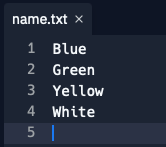 name.txt ×
1 Blue
2 Green
3 Yellow
4 White
5